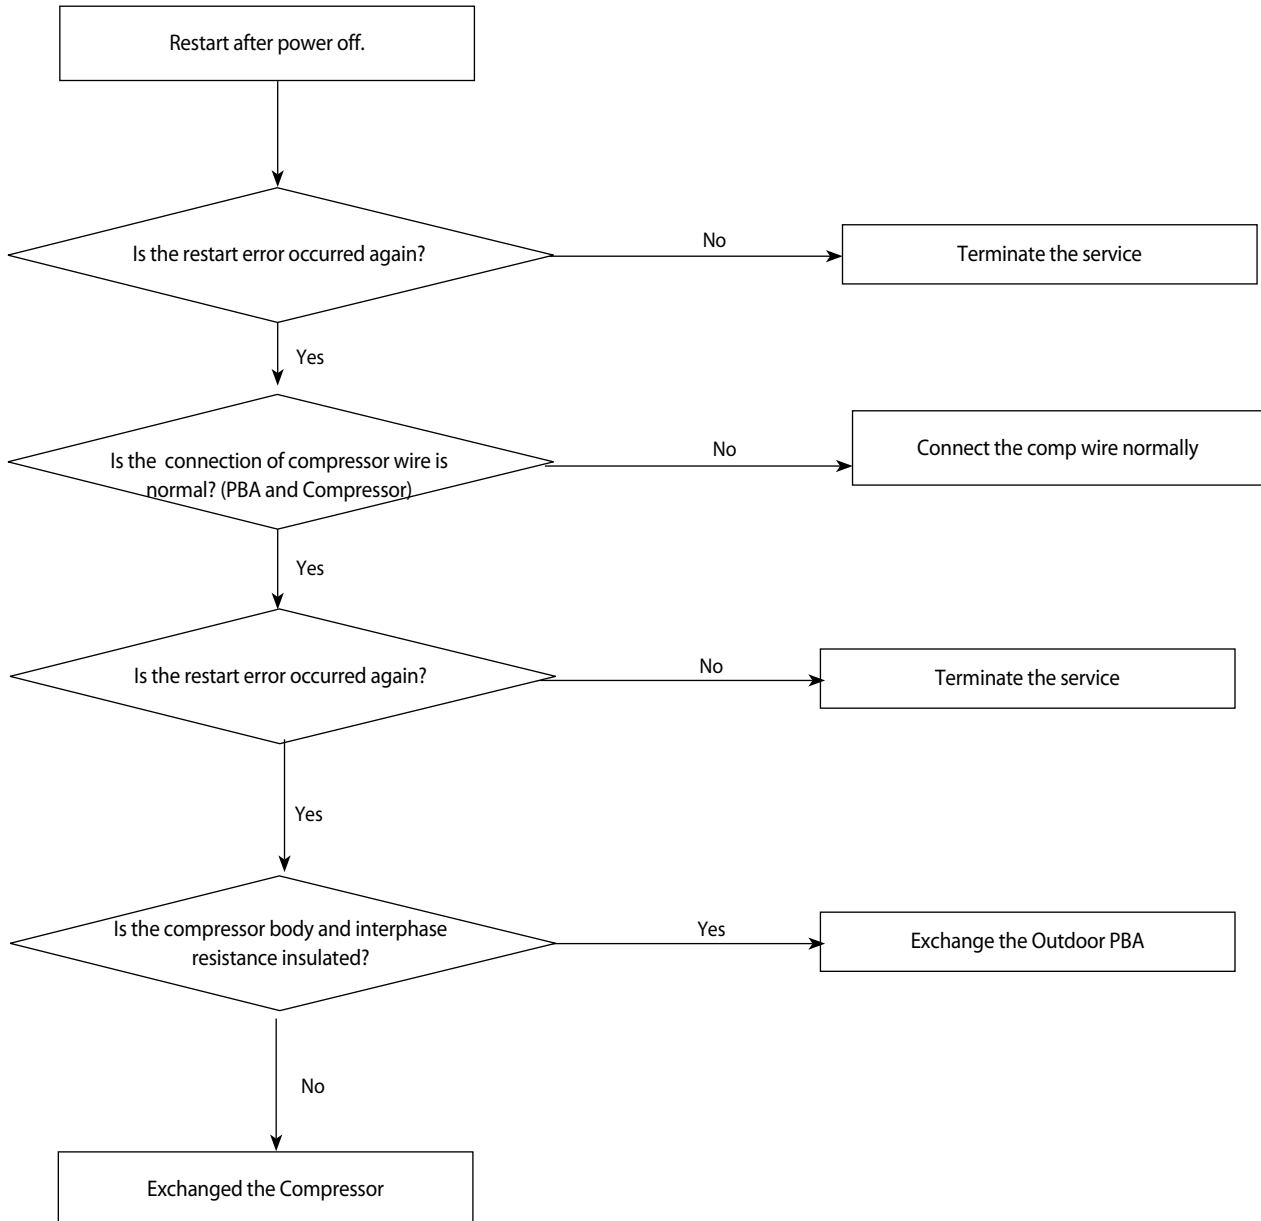 Restart after power off.
Is the restart error occurred again?
No
Terminate the service
Yes
Is the connection of compressor wire is
normal? (PBA and Compressor)
No
Connect the comp wire normally
Yes
Is the restart error occurred again?
No
Terminate the service
Yes
Is the compressor body and interphase
resistance insulated?
Yes
Exchange the Outdoor PBA
No
Exchanged the Compressor